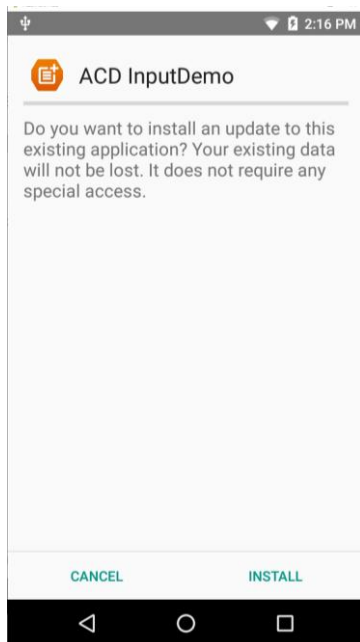 2:16 PM
ACD InputDemo
Do you want to install an update to this
existing application? Your existing data
will not be lost. It does not require any
special access.
CANCEL INSTALL